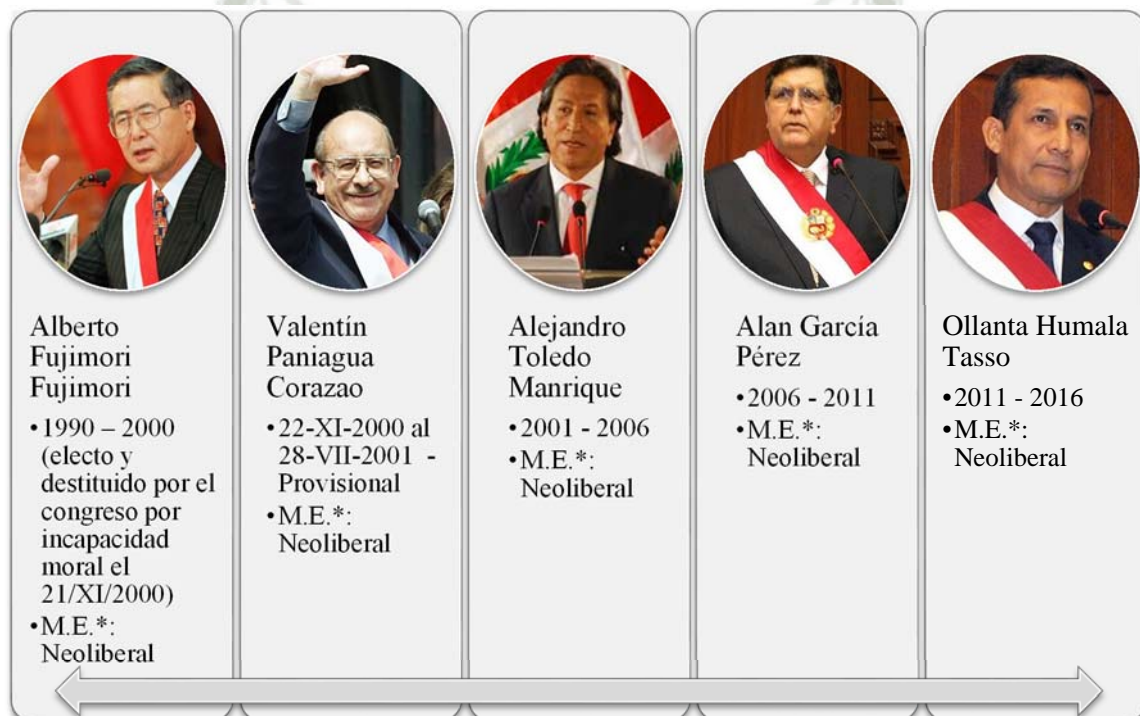 Alberto
Fujimori
Fujimori
•1990 – 2000
(electo y
destituido por el
congreso por
incapacidad
moral el
21/XI/2000)
•M.E.*:
Neoliberal
Valentín
Paniagua
Corazao
•22-XI-2000 al
28-VII-2001 -
Provisional
•M.E.*:
Neoliberal
Alejandro
Toledo
Manrique
•2001 - 2006
•M.E.*:
Neoliberal
Alan García
Pérez
•2006 - 2011
•M.E.*:
Neoliberal
Ollanta Humala
Tasso
•2011 - 2016
•M.E.*:
Neoliberal